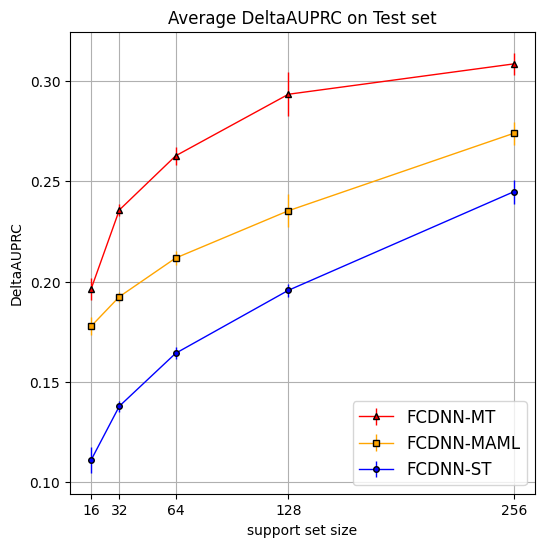 Average DeltaAUPRC on Test set
DeltaAUPRC
0.30
0.25
0.20
0.15
0.10
16 32 64 128 256
support set size
FCDNN-MT
FCDNN-MAML
FCDNN-ST